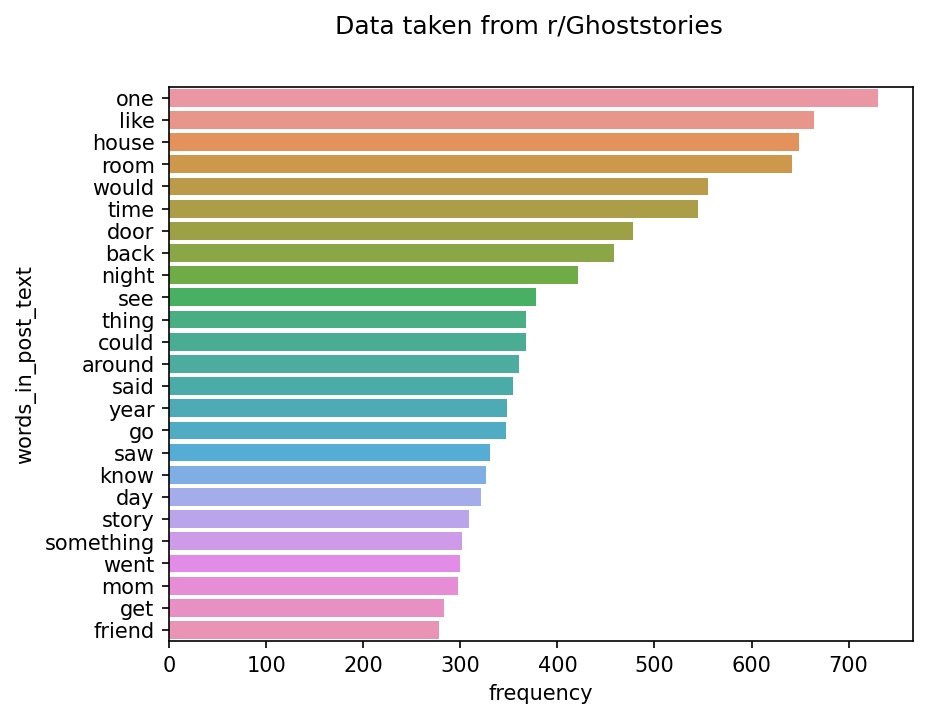 Data taken from r/Ghoststories
words_in_post_text
one
like
house
room
would
time
door
back
night
see
thing
could
around
said
year
go
saw
know
day
story
something
went
mom
get
friend
0 100 200 300 400 500 600 700
frequency